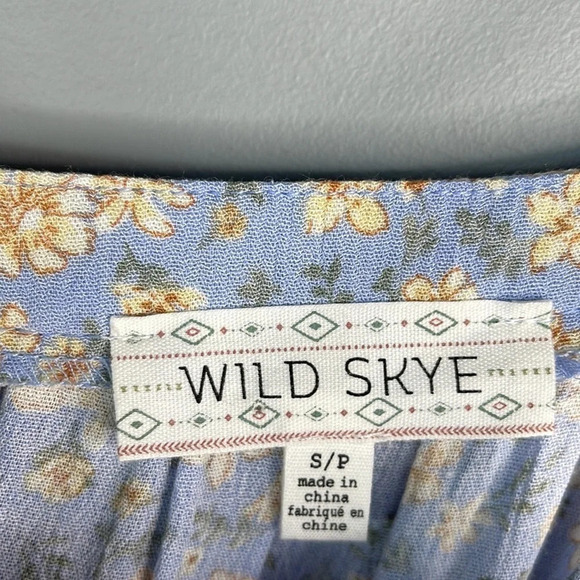 WILD SKYE
S/P
made in
china
fabriqué en
chine